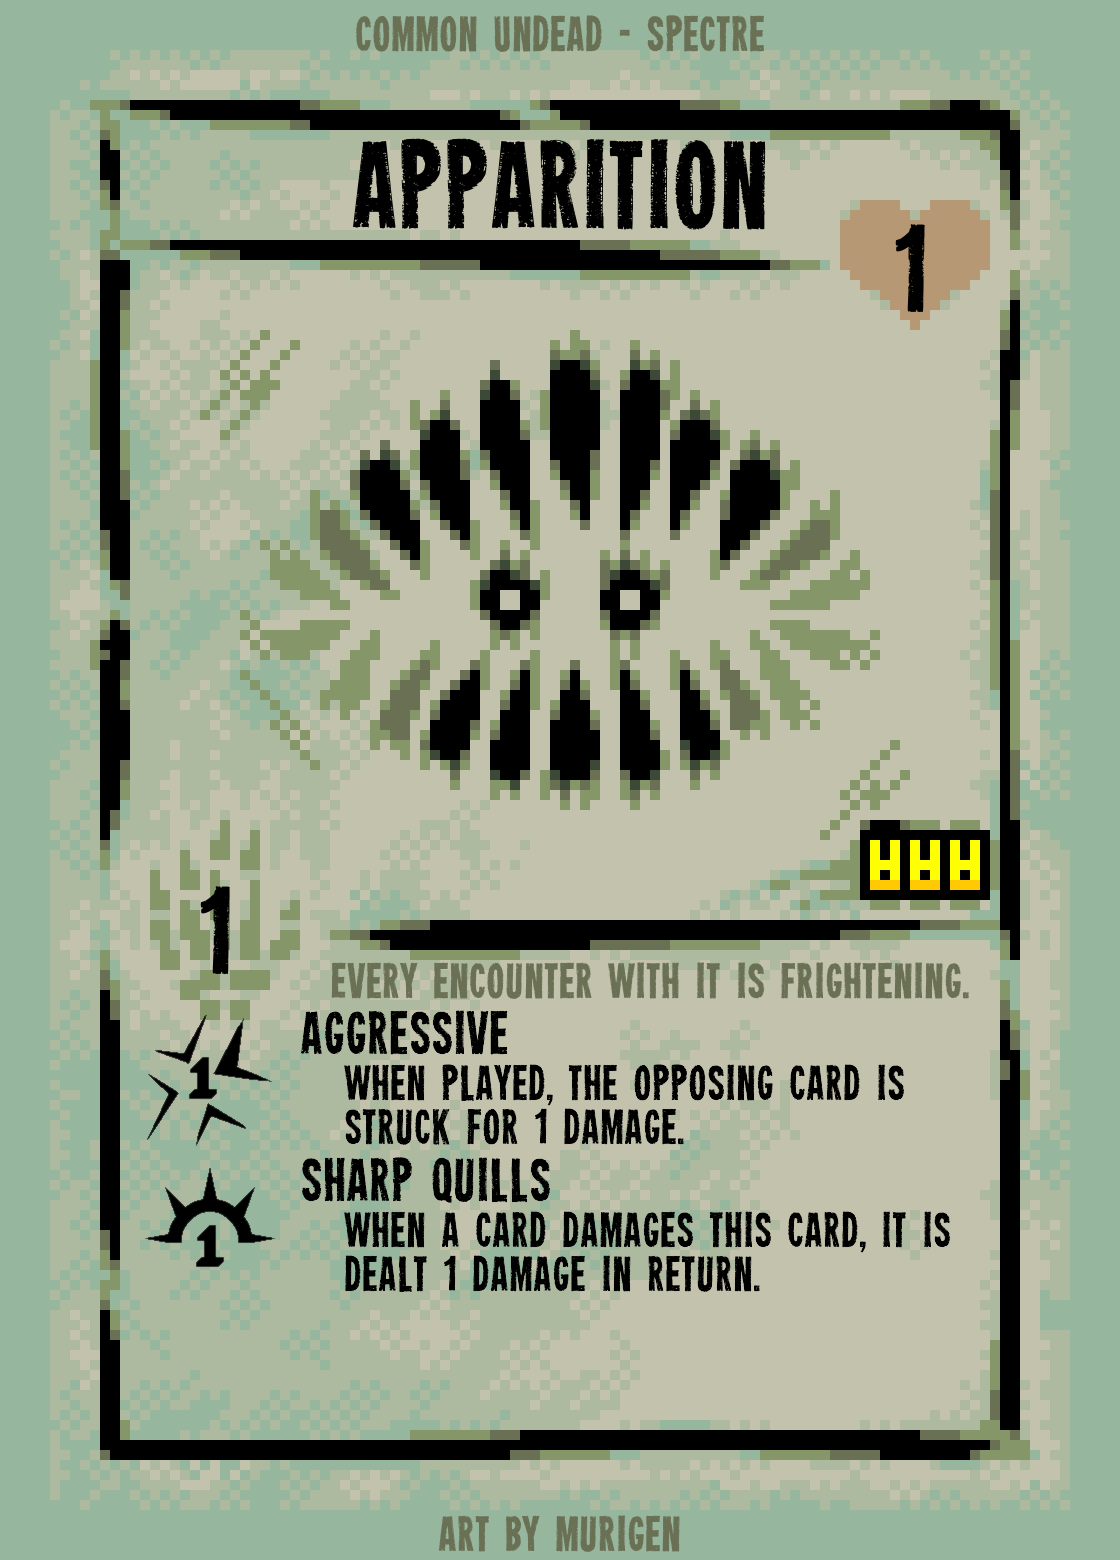 COMMON UNDEAD - SPECTRE
APPARITION
1
1
EVERY ENCOUNTER WITH IT IS FRIGHTENING.
AGGRESSIVE
1
WHEN PLAYED, THE OPPOSING CARD IS
STRUCK FOR 1 DAMAGE.
SHARP QUILLS
1
WHEN A CARD DAMAGES THIS CARD, IT IS
DEALT 1 DAMAGE IN RETURN.
ART BY MURIGEN